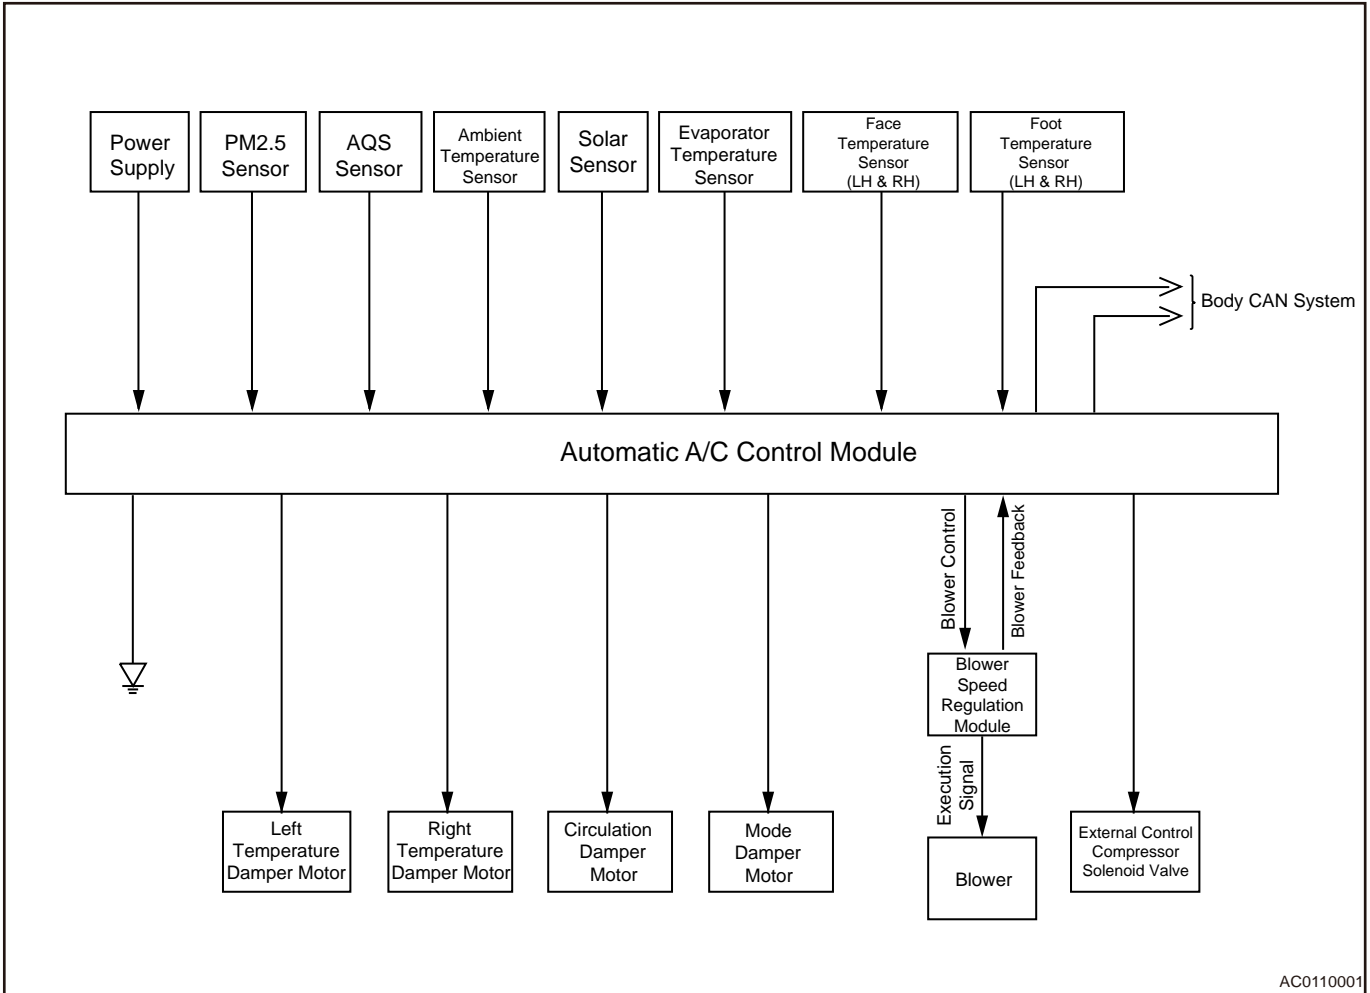 Power
Supply
PM2.5
Sensor
AQS
Sensor
Ambient
Temperature
Sensor
Solar
Sensor
Evaporator
Temperature
Sensor
Face
Temperature
Sensor
(LH & RH)
Foot
Temperature
Sensor
(LH & RH)
Body CAN System
Automatic A/C Control Module
Blower Control
Blower Feedback
Blower
Speed
Regulation
Module
Execution
Signal
Left
Temperature
Damper Motor
Right
Temperature
Damper Motor
Circulation
Damper
Motor
Mode
Damper
Motor
Blower
External Control
Compressor
Solenoid Valve
AC0110001